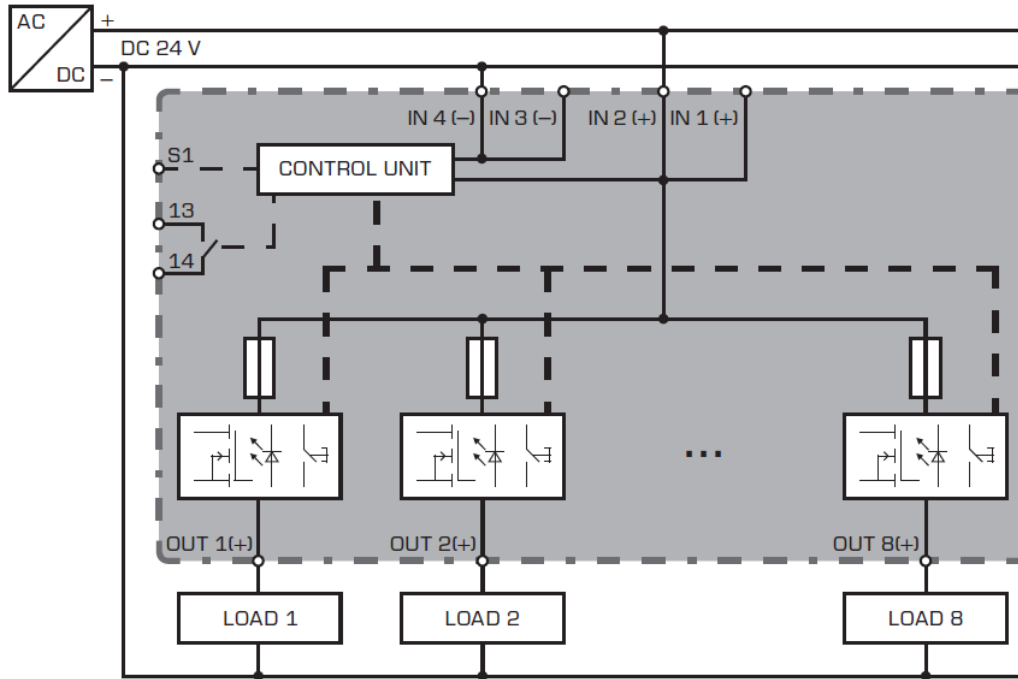 AC
+
DC 24 V
DC
–
IN 4 (–) IN 3 (–) IN 2 (+) IN 1 (+)
S1
CONTROL UNIT
13
14
...
OUT 1(+) OUT 2(+) OUT 8(+)
LOAD 1 LOAD 2 LOAD 8